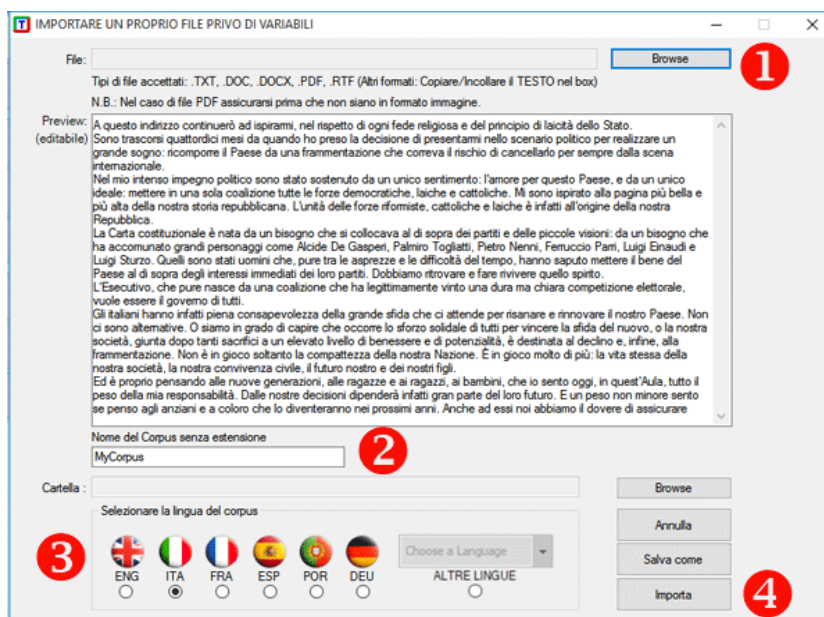 T IMPORTARE UN PROPRIO FILE PRIVO DI VARIABILI
File:
Browse
1
Tipi di file accettati: .TXT, .DOC, .DOCX, .PDF, .RTF (Altri formati: Copiare/Incollare il TESTO nel box)
N.B.: Nel caso di file PDF assicurarsi prima che non siano in formato immagine.
Preview:
(editabile)
A questo indirizzo continuerò ad ispirarmi, nel rispetto di ogni fede religiosa e del principio di laicità dello Stato.
Sono trascorsi quattordici mesi da quando ho preso la decisione di presentarmi nello scenario politico per realizzare un
grande sogno: ricomporre il Paese da una frammentazione che correva il rischio di cancellarlo per sempre dalla scena
internazionale.
Nel mio intenso impegno politico sono stato sostenuto da un unico sentimento: l'amore per questo Paese, e da un unico
ideale: mettere in una sola coalizione tutte le forze democratiche, laiche e cattoliche. Mi sono ispirato alla pagina più bella e
più alta della nostra storia repubblicana. L'unità delle forze riformiste, cattoliche e laiche è infatti all'origine della nostra
Repubblica.
La Carta costituzionale è nata da un bisogno che si collocava al di sopra dei partiti e delle piccole visioni: da un bisogno che
ha accomunato grandi personaggi come Alcide De Gasperi, Palmiro Togliatti, Pietro Nenni, Ferruccio Parri, Luigi Einaudi e
Luigi Sturzo. Quelli sono stati uomini che, pure tra le asprezze e le difficoltà del tempo, hanno saputo mettere il bene del
Paese al di sopra degli interessi immediati dei loro partiti. Dobbiamo ritrovare e fare rivivere quello spirito.
L'Esecutivo, che pure nasce da una coalizione che ha legittimamente vinto una dura ma chiara competizione elettorale,
vuole essere il governo di tutti.
Gli italiani hanno infatti piena consapevolezza della grande sfida che ci attende per risanare e rinnovare il nostro Paese. Non
ci sono alternative. O siamo in grado di capire che occorre lo sforzo solidale di tutti per vincere la sfida del nuovo, o la nostra
società, giunta dopo tanti sacrifici a un elevato livello di benessere e di potenzialità, è destinata al declino e, infine, alla
frammentazione. Non è in gioco soltanto la compattezza della nostra Nazione. È in gioco molto di più: la vita stessa della
nostra società, la nostra convivenza civile, il futuro nostro e dei nostri figli.
Ed è proprio pensando alle nuove generazioni, alle ragazze e ai ragazzi, ai bambini, che io sento oggi, in quest'Aula, tutto il
peso della mia responsabilità. Dalle nostre decisioni dipenderà infatti gran parte del loro futuro. E un peso non minore sento
se penso agli anziani e a coloro che lo diventeranno nei prossimi anni. Anche ad essi noi abbiamo il dovere di assicurare
Nome del Corpus senza estensione
MyCorpus
2
Cartella :
Browse
Selezionare la lingua del corpus
3
ENG ITA FRA ESP POR DEU
Choose a Language
ALTRE LINGUE
Annulla
Salva come
Importa
4